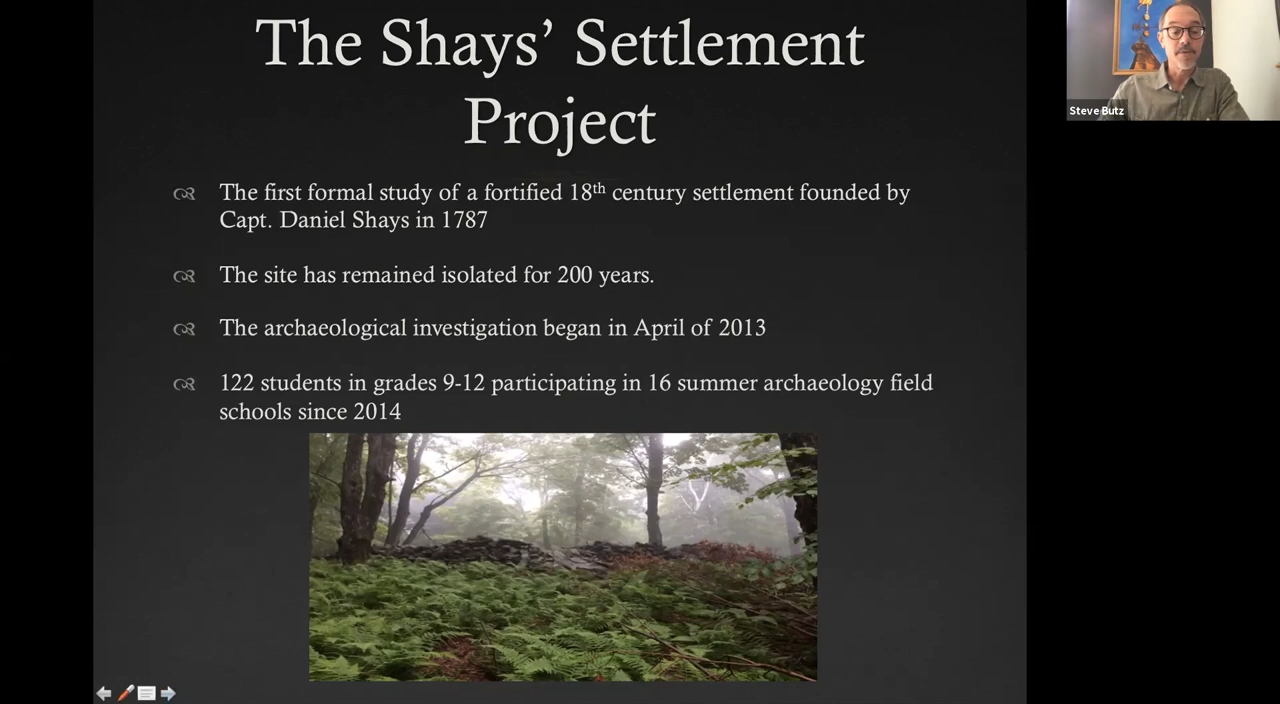 The Shays’ Settlement
Project
The first formal study of a fortified 18th century settlement founded by
Capt. Daniel Shays in 1787
The site has remained isolated for 200 years.
The archaeological investigation began in April of 2013
122 students in grades 9-12 participating in 16 summer archaeology field
schools since 2014
Steve Butz